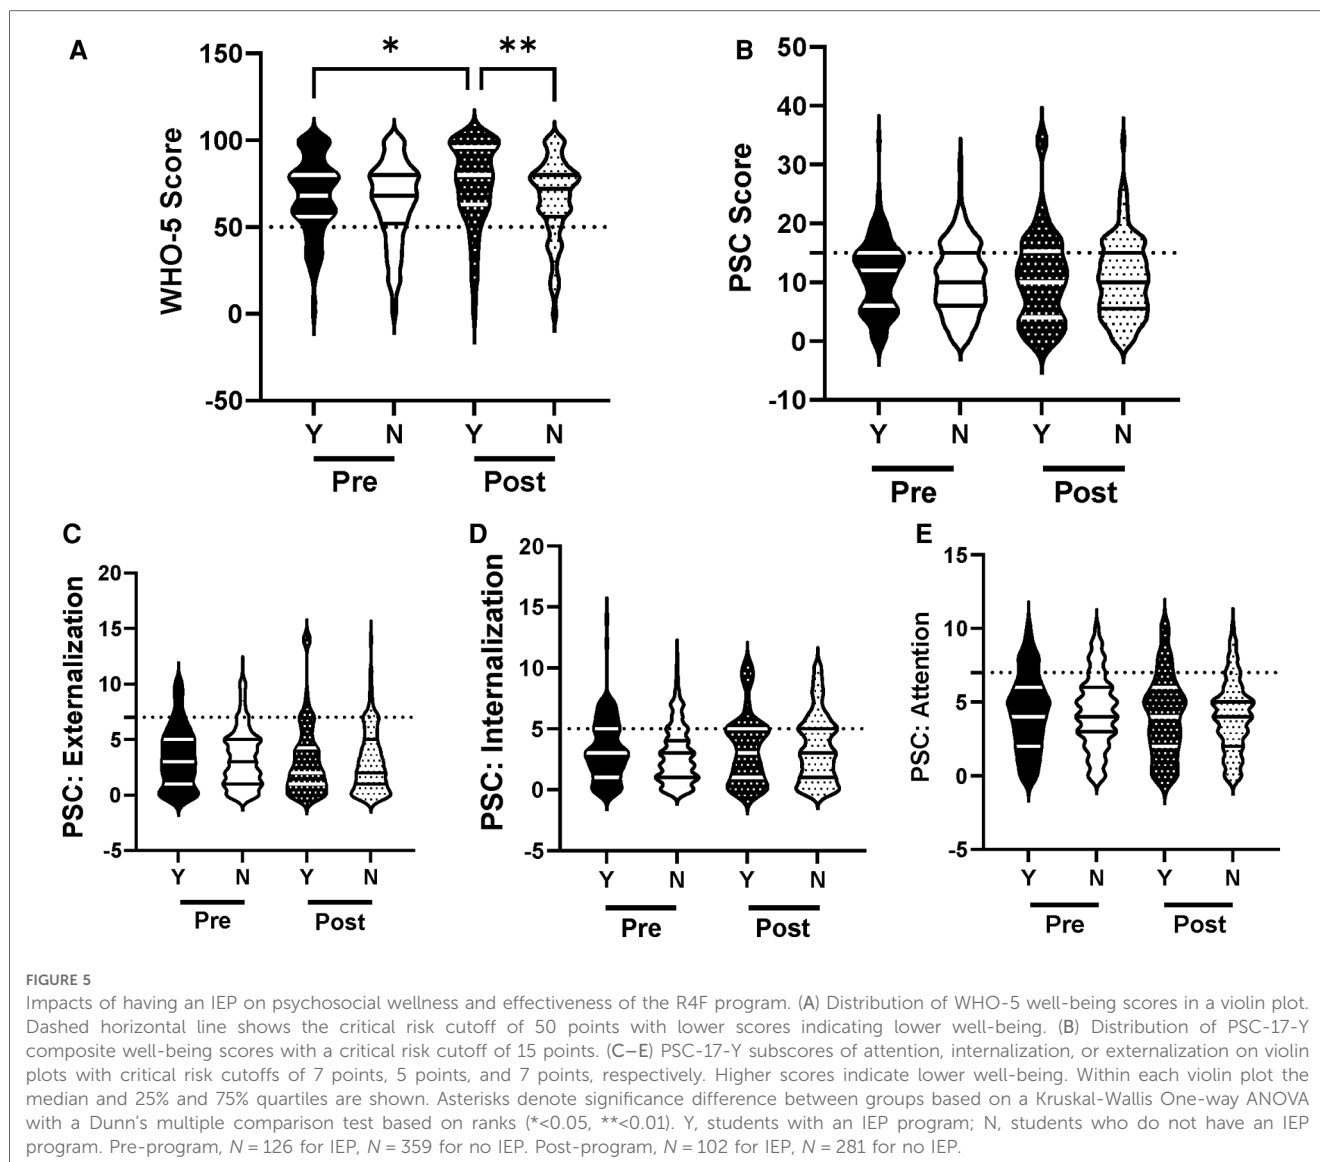 A
150
100
50
0
-50
WHO-5 Score
*
**
Y N Y N
Pre Post
B
50
40
30
20
10
0
-10
PSC Score
Y N Y N
Pre Post
C
20
15
10
5
0
-5
PSC: Externalization
Y N Y N
Pre Post
D
20
15
10
5
0
-5
PSC: Internalization
Y N Y N
Pre Post
E
15
10
5
0
-5
PSC: Attention
Y N Y N
Pre Post
FIGURE 5
Impacts of having an IEP on psychosocial wellness and effectiveness of the R4F program. (A) Distribution of WHO-5 well-being scores in a violin plot.
Dashed horizontal line shows the critical risk cutoff of 50 points with lower scores indicating lower well-being. (B) Distribution of PSC-17-Y
composite well-being scores with a critical risk cutoff of 15 points. (C–E) PSC-17-Y subscores of attention, internalization, or externalization on violin
plots with critical risk cutoffs of 7 points, 5 points, and 7 points, respectively. Higher scores indicate lower well-being. Within each violin plot the
median and 25% and 75% quartiles are shown. Asterisks denote significance difference between groups based on a Kruskal-Wallis One-way ANOVA
with a Dunn's multiple comparison test based on ranks (*<0.05, **<0.01). Y, students with an IEP program; N, students who do not have an IEP
program. Pre-program, N = 126 for IEP, N = 359 for no IEP. Post-program, N = 102 for IEP, N = 281 for no IEP.